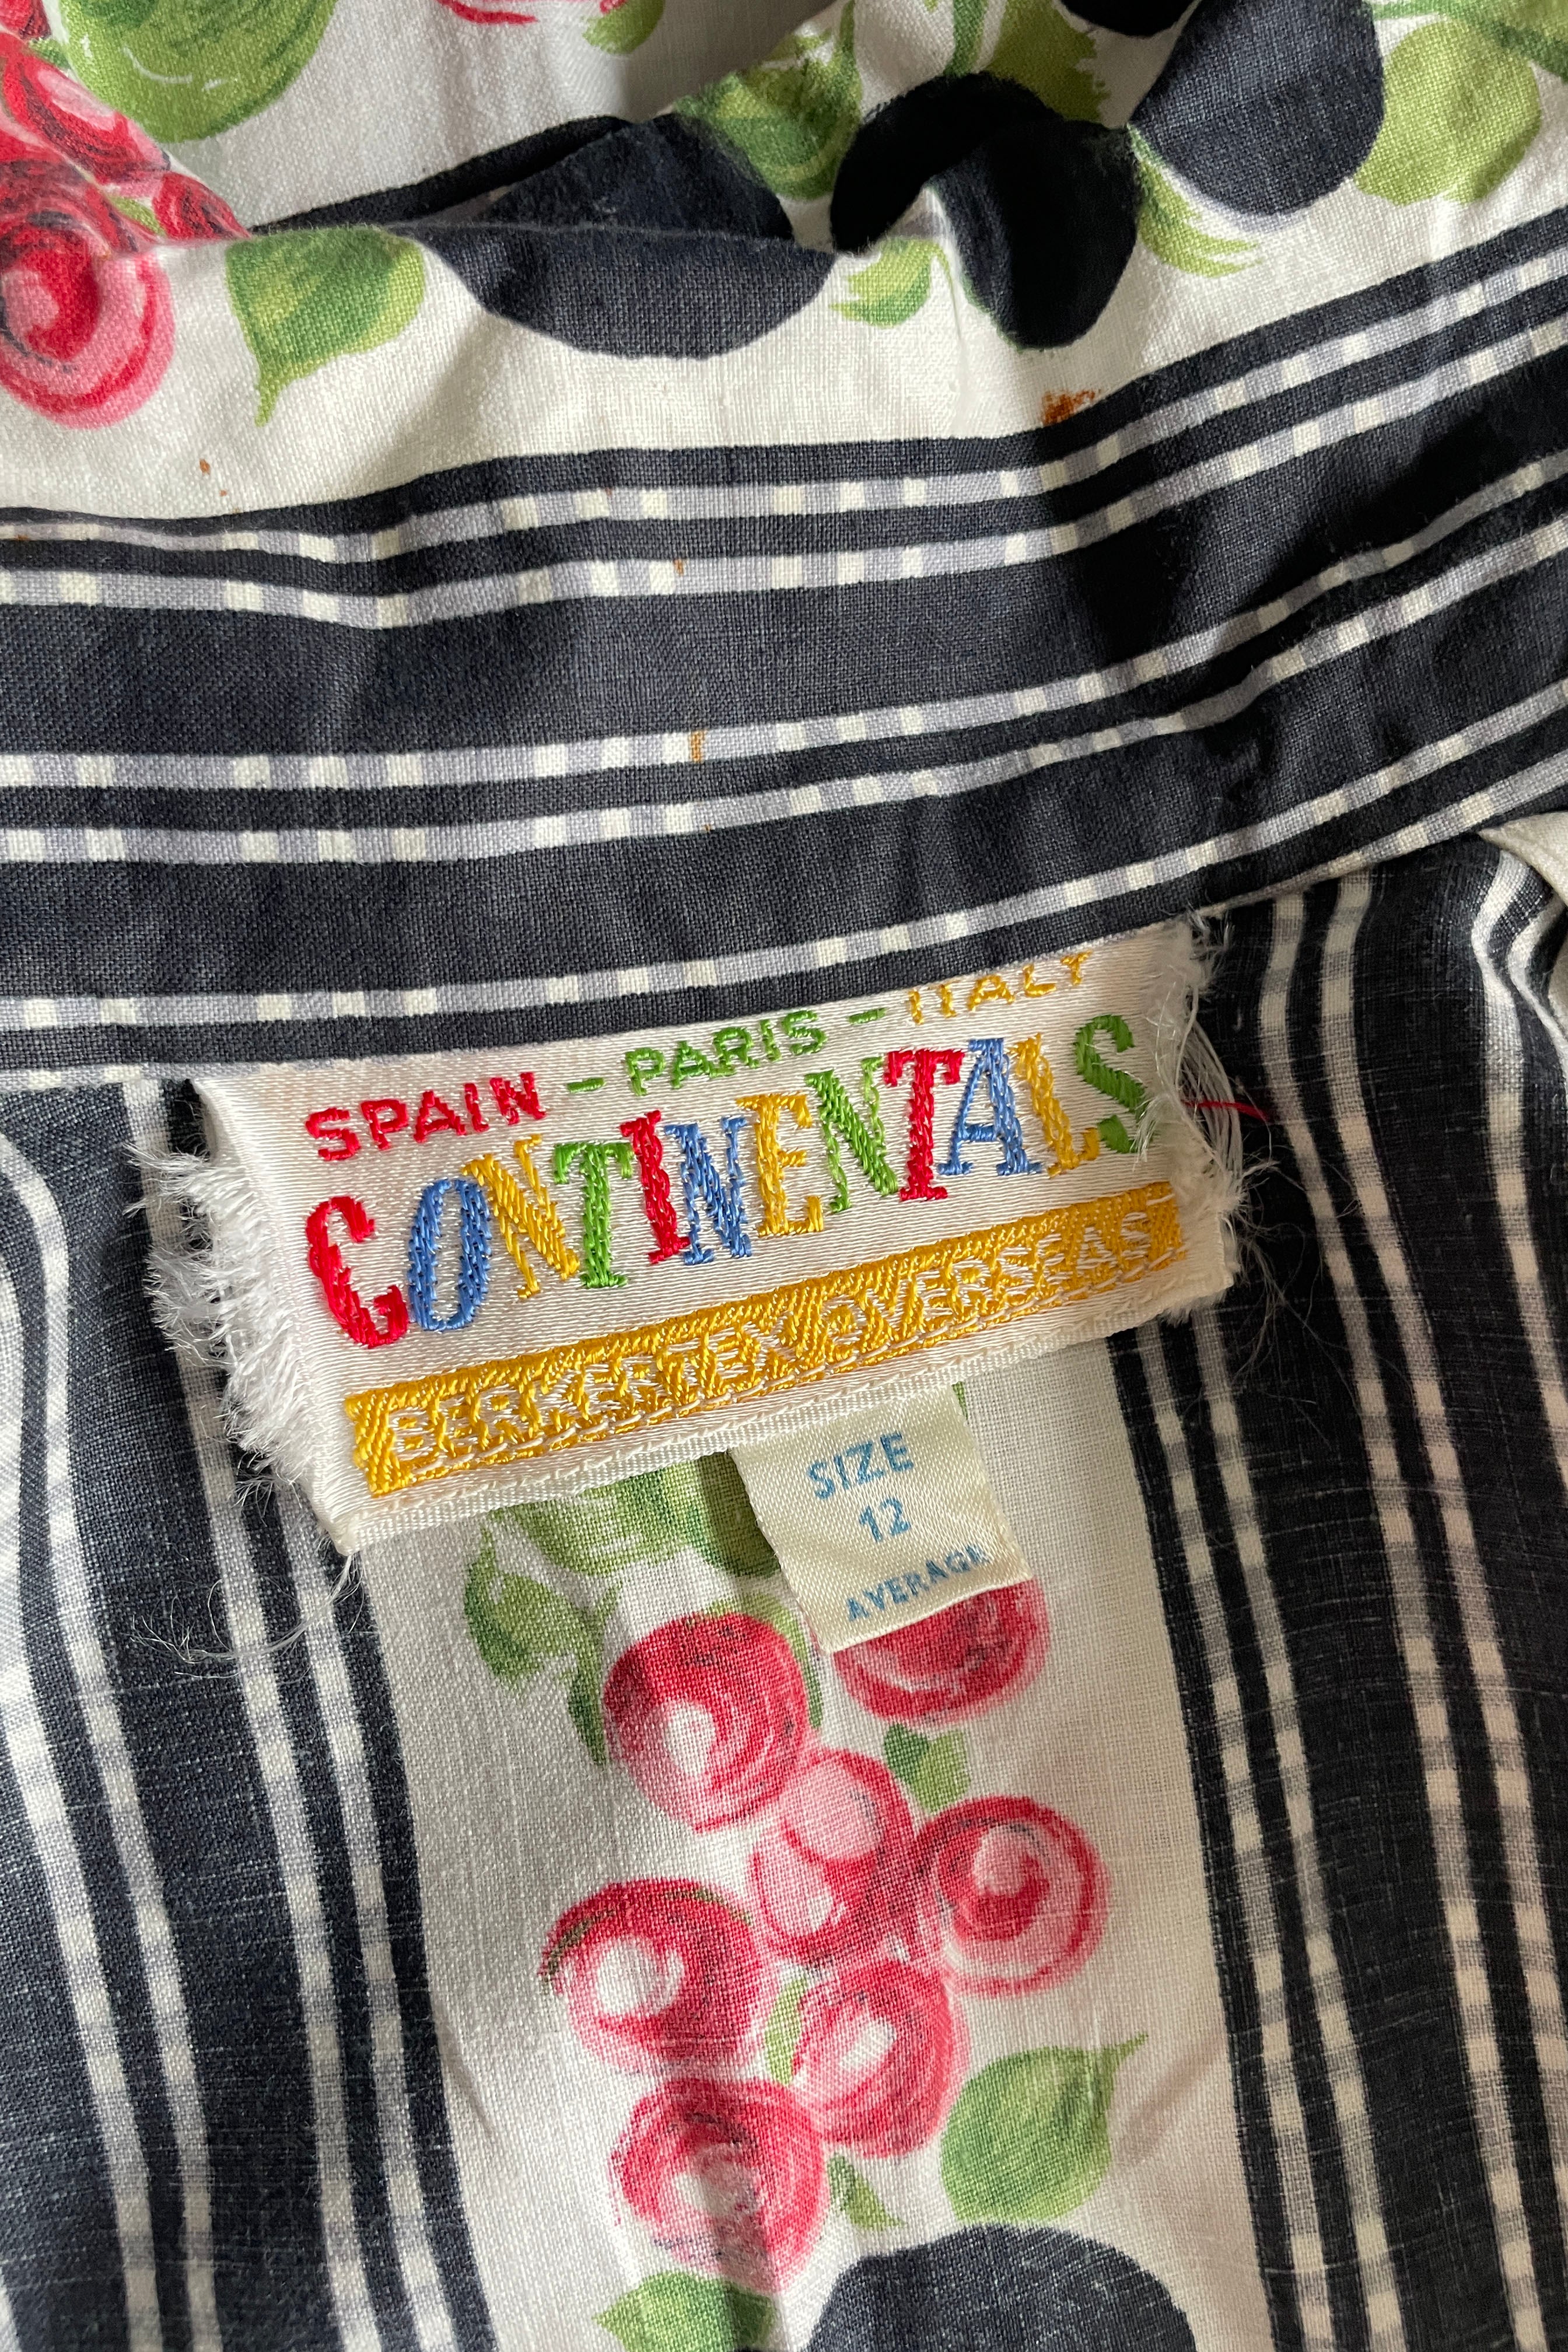 SPAIN - PARIS - ITALY
CONTINENTALS
BERKERTEX OVERSEAS
SIZE
12
AVERAGE